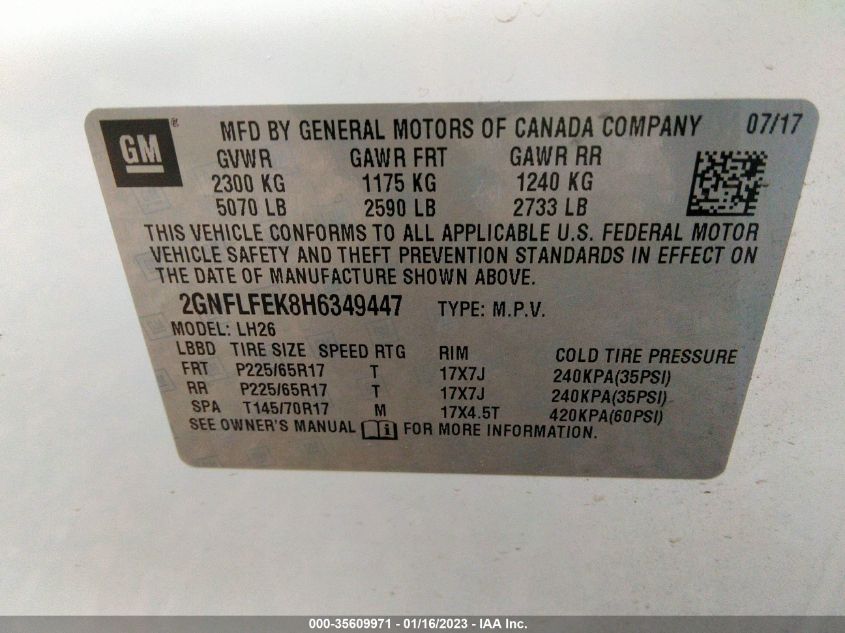 GM ® MFD BY GENERAL MOTORS OF CANADA COMPANY 07/17
GVWR GAWR FRT GAWR RR
2300 KG 1175 KG 1240 KG
5070 LB 2590 LB 2733 LB
THIS VEHICLE CONFORMS TO ALL APPLICABLE U.S. FEDERAL MOTOR
VEHICLE SAFETY AND THEFT PREVENTION STANDARDS IN EFFECT ON
THE DATE OF MANUFACTURE SHOWN ABOVE.
2GNFLFEK8H6349447 TYPE: M.P.V.
MODEL: LH26
LBBD TIRE SIZE SPEED RTG RIM COLD TIRE PRESSURE
FRT P225/65R17 T 17X7J 240KPA(35PSI)
RR P225/65R17 T 17X7J 240KPA(35PSI)
SPA T145/70R17 M 17X4.5T 420KPA(60PSI)
SEE OWNER'S MANUAL FOR MORE INFORMATION.
000-35609971 - 01/16/2023 - IAA Inc.